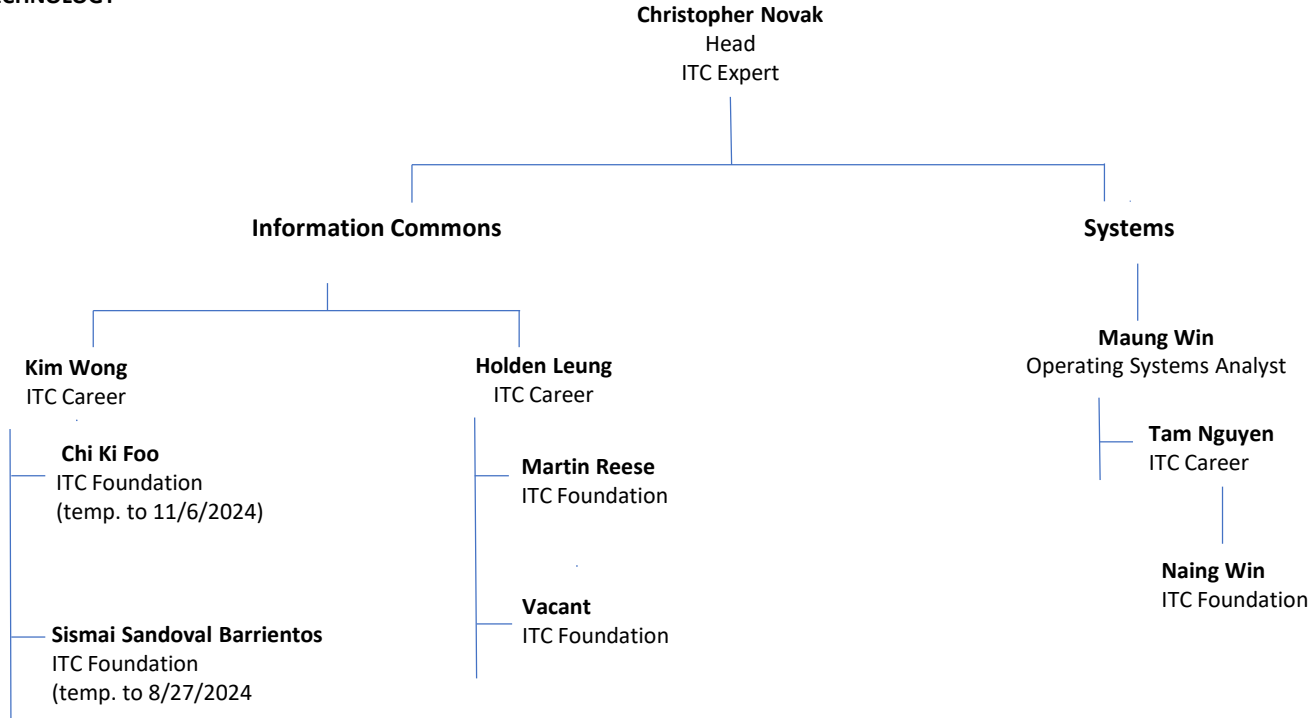 Christopher Novak
Head
ITC Expert
Information Commons
Systems
Kim Wong
ITC Career
Chi Ki Foo
ITC Foundation
(temp. to 11/6/2024)
Sismai Sandoval Barrientos
ITC Foundation
(temp. to 8/27/2024
Holden Leung
ITC Career
Martin Reese
ITC Foundation
Vacant
ITC Foundation
Maung Win
Operating Systems Analyst
Tam Nguyen
ITC Career
Naing Win
ITC Foundation